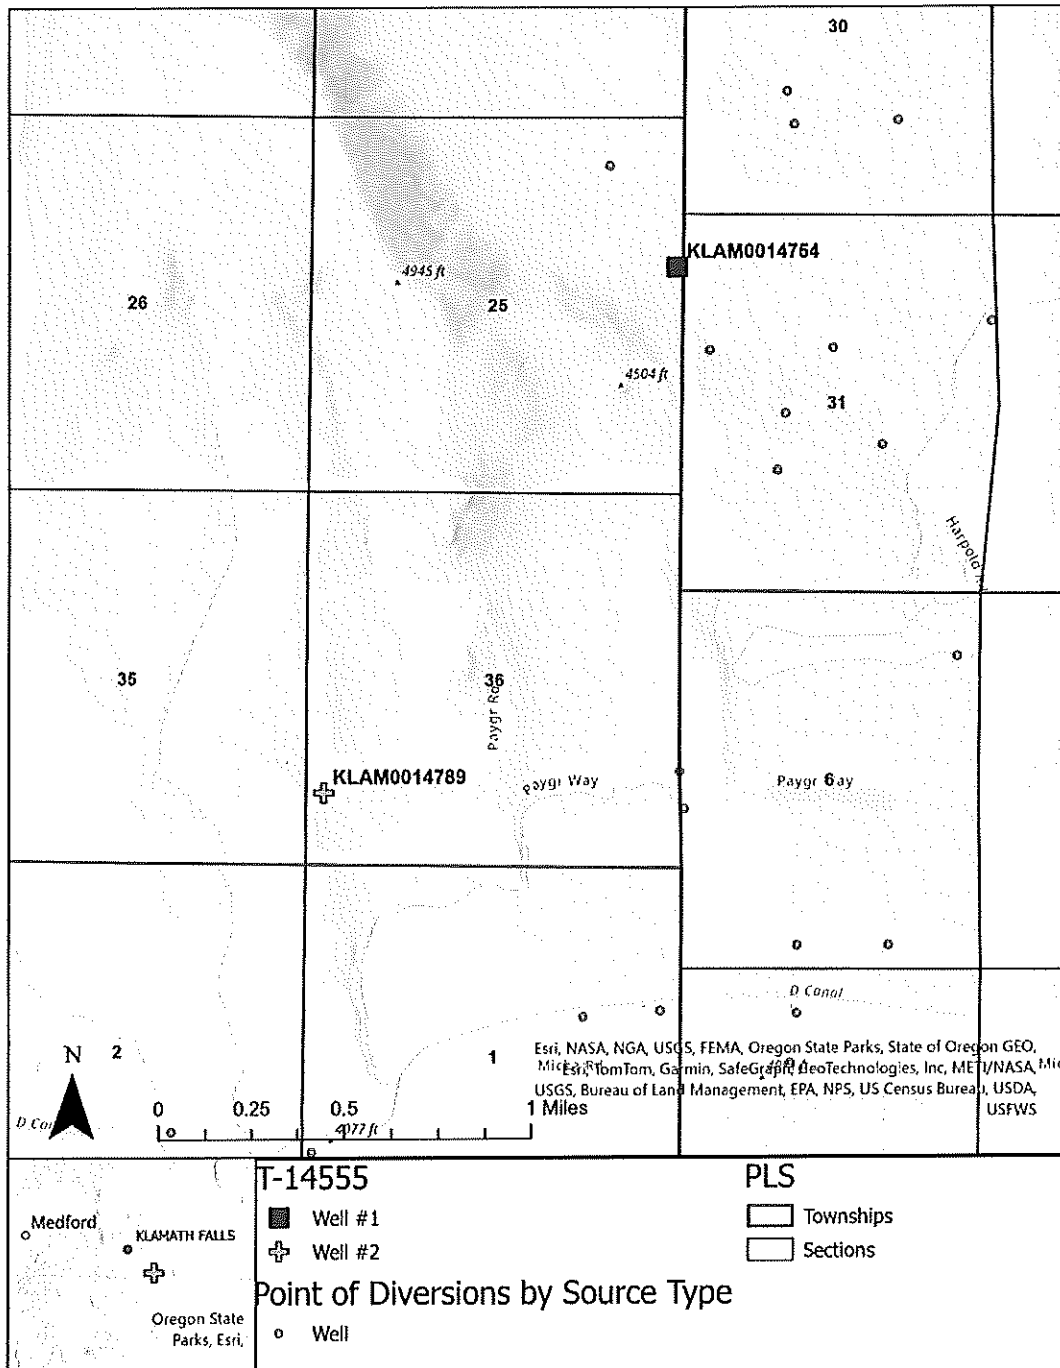 30
KLAM0014754
4945 ft
26
25
4504 ft
31
Harpold
35
36
Paygr Rd
KLAM0014789
Paygr Way
Paygr 6ay
D Canal
2
1
N
Esri, NASA, NGA, USGS, FEMA, Oregon State Parks, State of Oregon GEO,
Esri, TomTom, Garmin, SafeGraph, GeoTechnologies, Inc, METI/NASA,
USGS, Bureau of Land Management, EPA, NPS, US Census Bureau, USDA,
USFWS
0 0.25 0.5 1 Miles
4077 ft
Medford
KLAMATH FALLS
Oregon State
Parks, Esri,
T-14555
Well #1
Well #2
Point of Diversions by Source Type
Well
PLS
Townships
Sections